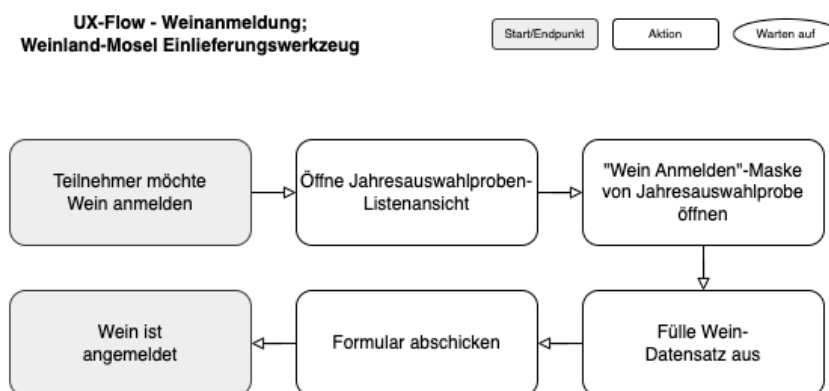 UX-Flow - Weinanmeldung;
Weinland-Mosel Einlieferungswerkzeug
Start/Endpunkt
Aktion
Warten auf
Teilnehmer möchte
Wein anmelden
Öffne Jahresauswahlproben-
Listenansicht
"Wein Anmelden"-Maske
von Jahresauswahlprobe
öffnen
Wein ist
angemeldet
Formular abschicken
Fülle Wein-
Datensatz aus